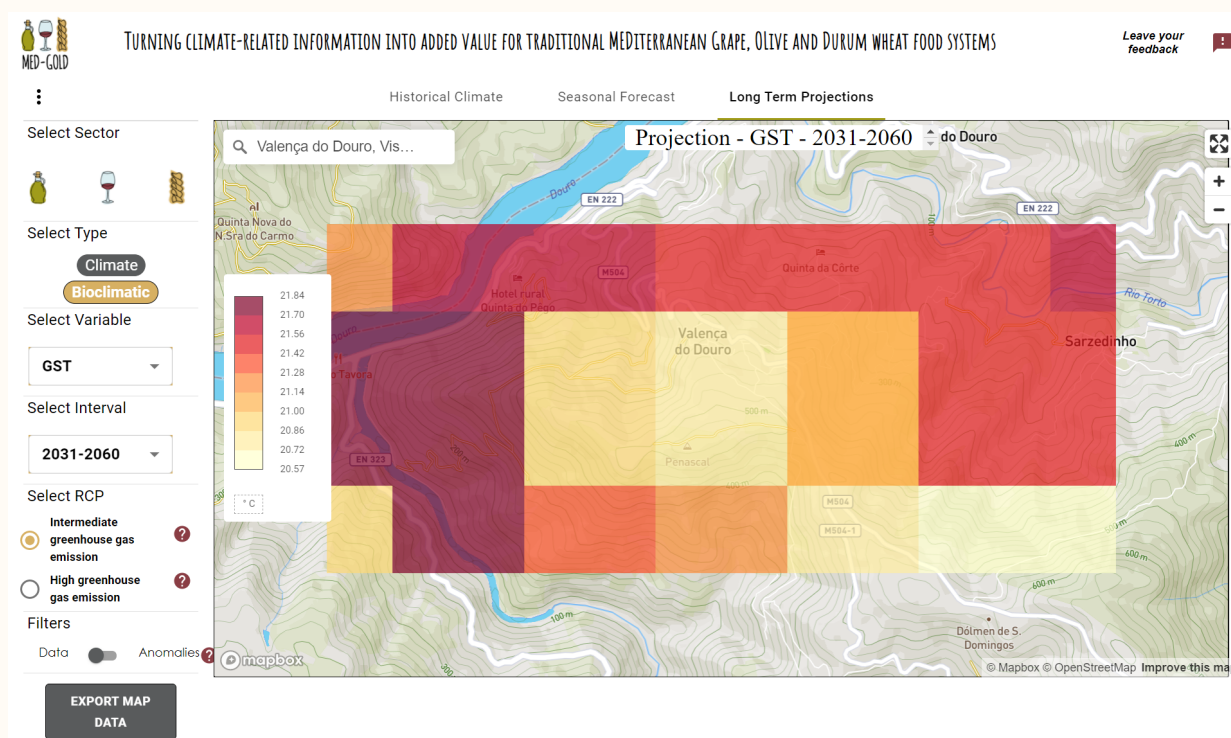 MED-GOLD
Turning climate-related information into added value for traditional MEDiterranean Grape, OLive and Durum wheat food systems
Leave your
feedback
Historical Climate
Seasonal Forecast
Long Term Projections
Select Sector
Select Type
Climate
Bioclimatic
Select Variable
GST
Select Interval
2031-2060
Select RCP
Intermediate
greenhouse gas
emission
?
High greenhouse
gas emission
?
Filters
Data
Anomalies
?
EXPORT MAP
DATA
Valença do Douro, Vis...
Projection - GST - 2031-2060
do Douro
Douro
EN 222
EN 222
100 m
Quinta Nova do
N.Sra do Carmo
M504
Quinta da Côrte
Hotel rural
Quinta do Pêgo
Rio Torto
Douro
Valença
do Douro
Sarzedinho
Tavora
21.84
21.70
21.56
21.42
21.28
21.14
21.00
20.86
20.72
20.57
° C
500 m
400 m
EN 323
200 m
Penascal
400 m
M504
M504-1
600 m
600 m
100 m
Dólmen de S.
Domingos
mapbox
© Mapbox © OpenStreetMap Improve this ma